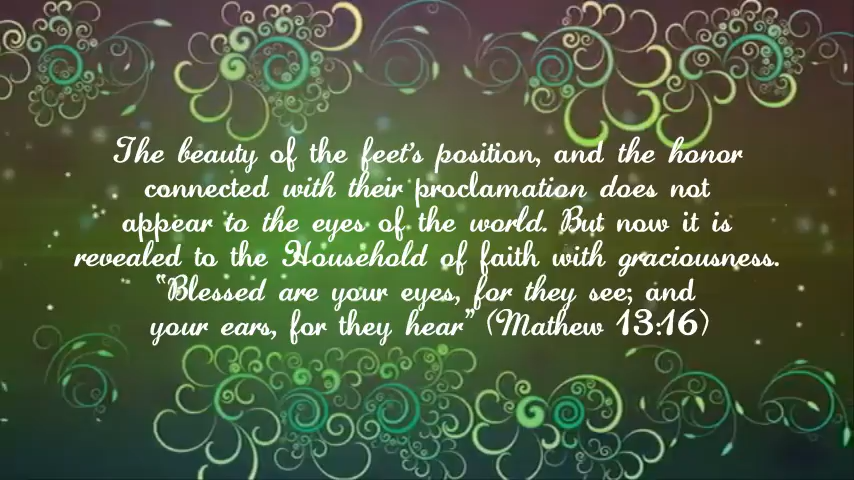 The beauty of the feet's position, and the honor
connected with their proclamation does not
appear to the eyes of the world. But now it is
revealed to the Household of faith with graciousness.
"Blessed are your eyes, for they see; and
your ears, for they hear" (Mathew 13:16)